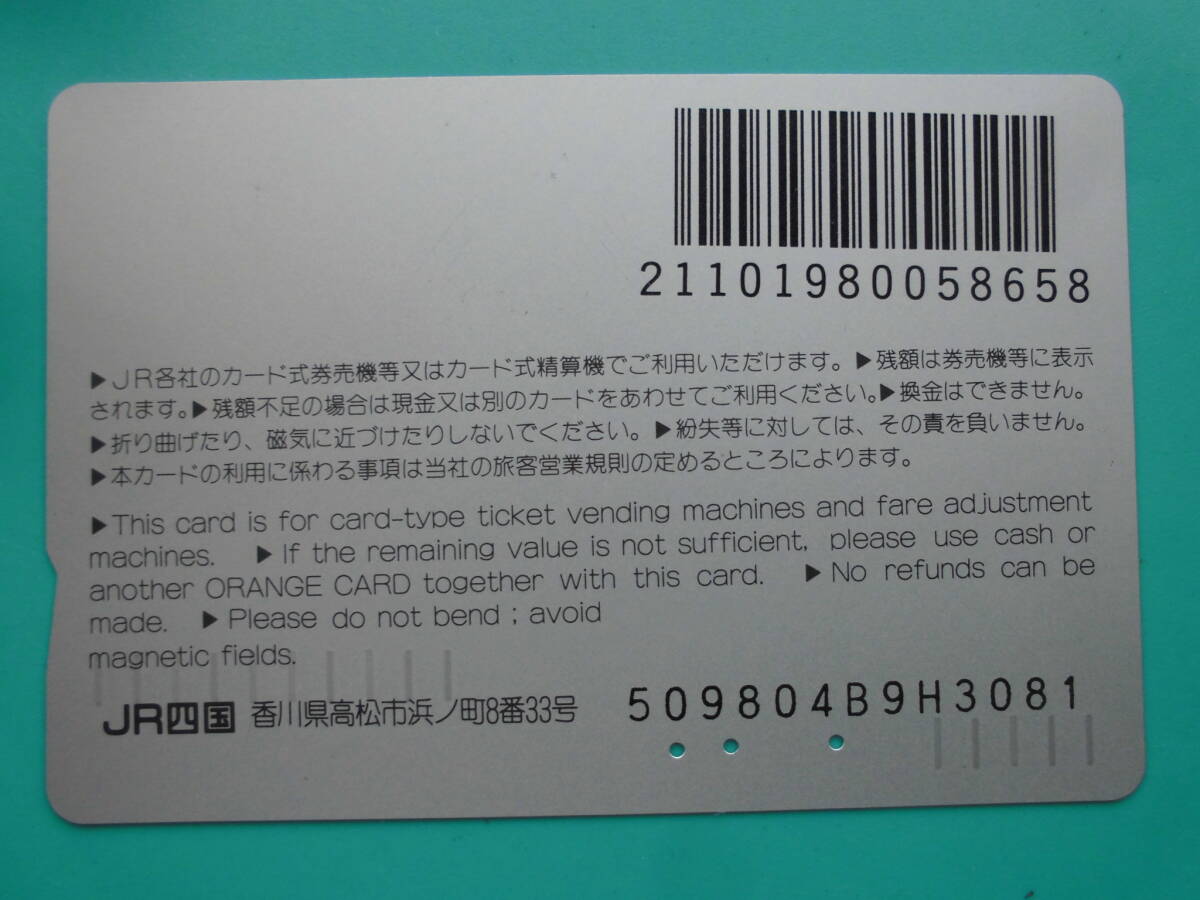 21101980058658
▶JR各社のカード式券売機等又はカード式精算機でご利用いただけます。▶残額は券売機等に表示
されます。▶残額不足の場合は現金又は別のカードをあわせてご利用ください。▶換金はできません。
▶折り曲げたり、磁気に近づけたりしないでください。▶紛失等に対しては、その責を負いません。
▶本カードの利用に係わる事項は当社の旅客営業規則の定めるところによります。
▶This card is for card-type ticket vending machines and fare adjustment
machines. ▶If the remaining value is not sufficient, please use cash or
another ORANGE CARD together with this card. ▶No refunds can be
made. ▶Please do not bend ; avoid
magnetic fields.
JR四国 香川県高松市浜ノ町8番33号 509804B9H3081